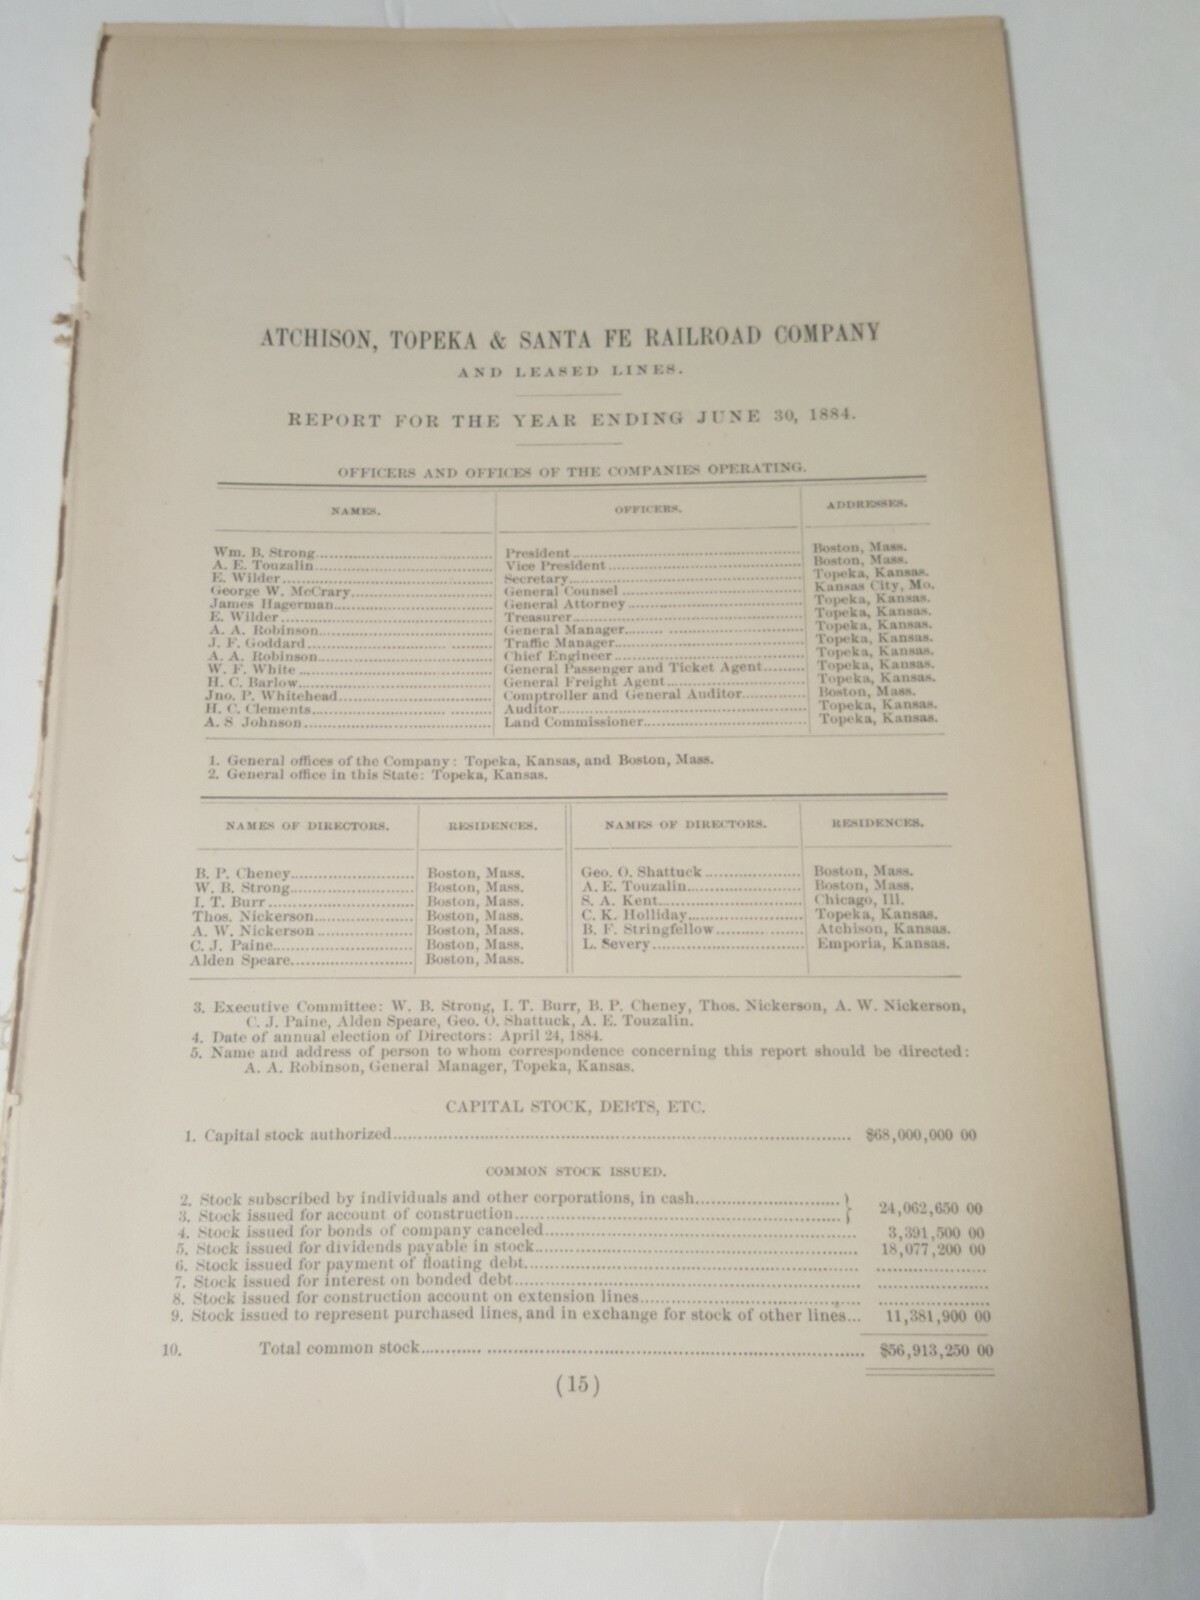 ATCHISON, TOPEKA & SANTA FE RAILROAD COMPANY
AND LEASED LINES.
REPORT FOR THE YEAR ENDING JUNE 30, 1884.
OFFICERS AND OFFICES OF THE COMPANIES OPERATING.
NAMES. OFFICERS. ADDRESSES.
Wm. B. Strong President Boston, Mass.
A. E. Touzalin Vice President Boston, Mass.
E. Wilder Secretary Topeka, Kansas.
George W. McCrary General Counsel Kansas City, Mo.
James Hagerman General Attorney Topeka, Kansas.
E. Wilder Treasurer Topeka, Kansas.
A. A. Robinson General Manager Topeka, Kansas.
J. F. Goddard Traffic Manager Topeka, Kansas.
A. A. Robinson Chief Engineer Topeka, Kansas.
W. F. White General Passenger and Ticket Agent Topeka, Kansas.
H. C. Barlow General Freight Agent Topeka, Kansas.
Jno. P. Whitehead Comptroller and General Auditor Boston, Mass.
H. C. Clements Auditor Topeka, Kansas.
A. S Johnson Land Commissioner Topeka, Kansas.
1. General offices of the Company: Topeka, Kansas, and Boston, Mass.
2. General office in this State: Topeka, Kansas.
NAMES OF DIRECTORS. RESIDENCES. NAMES OF DIRECTORS. RESIDENCES.
B. P. Cheney Boston, Mass. Geo. O. Shattuck Boston, Mass.
W. B. Strong Boston, Mass. A. E. Touzalin Boston, Mass.
I. T. Burr Boston, Mass. S. A. Kent Chicago, Ill.
Thos. Nickerson Boston, Mass. C. K. Holliday Topeka, Kansas.
A. W. Nickerson Boston, Mass. B. F. Stringfellow Atchison, Kansas.
C. J. Paine Boston, Mass. L. Severy Emporia, Kansas.
Alden Speare Boston, Mass.
3. Executive Committee: W. B. Strong, I. T. Burr, B. P. Cheney, Thos. Nickerson, A. W. Nickerson,
C. J. Paine, Alden Speare, Geo. O. Shattuck, A. E. Touzalin.
4. Date of annual election of Directors: April 24, 1884.
5. Name and address of person to whom correspondence concerning this report should be directed:
A. A. Robinson, General Manager, Topeka, Kansas.
CAPITAL STOCK, DEBTS, ETC.
1. Capital stock authorized $68,000,000 00
COMMON STOCK ISSUED.
2. Stock subscribed by individuals and other corporations, in cash
3. Stock issued for account of construction 24,062,650 00
4. Stock issued for bonds of company canceled 3,391,500 00
5. Stock issued for dividends payable in stock 18,077,200 00
6. Stock issued for payment of floating debt
7. Stock issued for interest on bonded debt
8. Stock issued for construction account on extension lines
9. Stock issued to represent purchased lines, and in exchange for stock of other lines 11,381,900 00
10. Total common stock $56,913,250 00
(15)